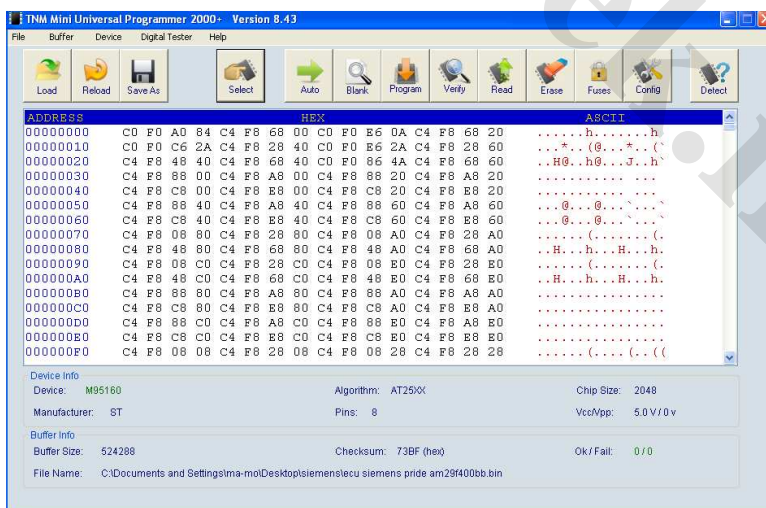 TNM Mini Universal Programmer 2000+ Version 8.43
File Buffer Device Digital Tester Help
Load Reload Save As Select Auto Blank Program Verify Read Erase Fuses Config Detect
ADDRESS HEX ASCII
00000000 C0 F0 A0 84 C4 F8 68 00 C0 F0 E6 0A C4 F8 68 20 ......h.......h
00000010 C0 F0 C6 2A C4 F8 28 40 C0 F0 E6 2A C4 F8 28 60 ...*..(@...*..(`
00000020 C4 F8 48 40 C4 F8 68 40 C0 F0 86 4A C4 F8 68 60 ..H@..h@...J..h`
00000030 C4 F8 88 00 C4 F8 A8 00 C4 F8 88 20 C4 F8 A8 20 ........... ...
00000040 C4 F8 C8 00 C4 F8 E8 00 C4 F8 C8 20 C4 F8 E8 20 ........... ...
00000050 C4 F8 88 40 C4 F8 A8 40 C4 F8 88 60 C4 F8 A8 60 ...@...@...`...`
00000060 C4 F8 C8 40 C4 F8 E8 40 C4 F8 C8 60 C4 F8 E8 60 ...@...@...`...`
00000070 C4 F8 08 80 C4 F8 28 80 C4 F8 08 A0 C4 F8 28 A0 ......(.......(.
00000080 C4 F8 48 80 C4 F8 68 80 C4 F8 48 A0 C4 F8 68 A0 ..H...h...H...h.
00000090 C4 F8 08 C0 C4 F8 28 C0 C4 F8 08 E0 C4 F8 28 E0 ......(.......(.
000000A0 C4 F8 48 C0 C4 F8 68 C0 C4 F8 48 E0 C4 F8 68 E0 ..H...h...H...h.
000000B0 C4 F8 88 80 C4 F8 A8 80 C4 F8 88 A0 C4 F8 A8 A0 ................
000000C0 C4 F8 C8 80 C4 F8 E8 80 C4 F8 C8 A0 C4 F8 E8 A0 ................
000000D0 C4 F8 88 C0 C4 F8 A8 C0 C4 F8 88 E0 C4 F8 A8 E0 ................
000000E0 C4 F8 C8 C0 C4 F8 E8 C0 C4 F8 C8 E0 C4 F8 E8 E0 ................
000000F0 C4 F8 08 08 C4 F8 28 08 C4 F8 08 28 C4 F8 28 28 ......(....(..((
Device Info
Device: M95160 Algorithm: AT25XX Chip Size: 2048
Manufacturer: ST Pins: 8 Vcc/Vpp: 5.0 V / 0 v
Buffer Info
Buffer Size: 524288 Checksum: 73BF (hex) Ok / Fail: 0 / 0
File Name: C:\Documents and Settings\ma-mo\Desktop\siemens\ecu siemens pride am29f400bb.bin